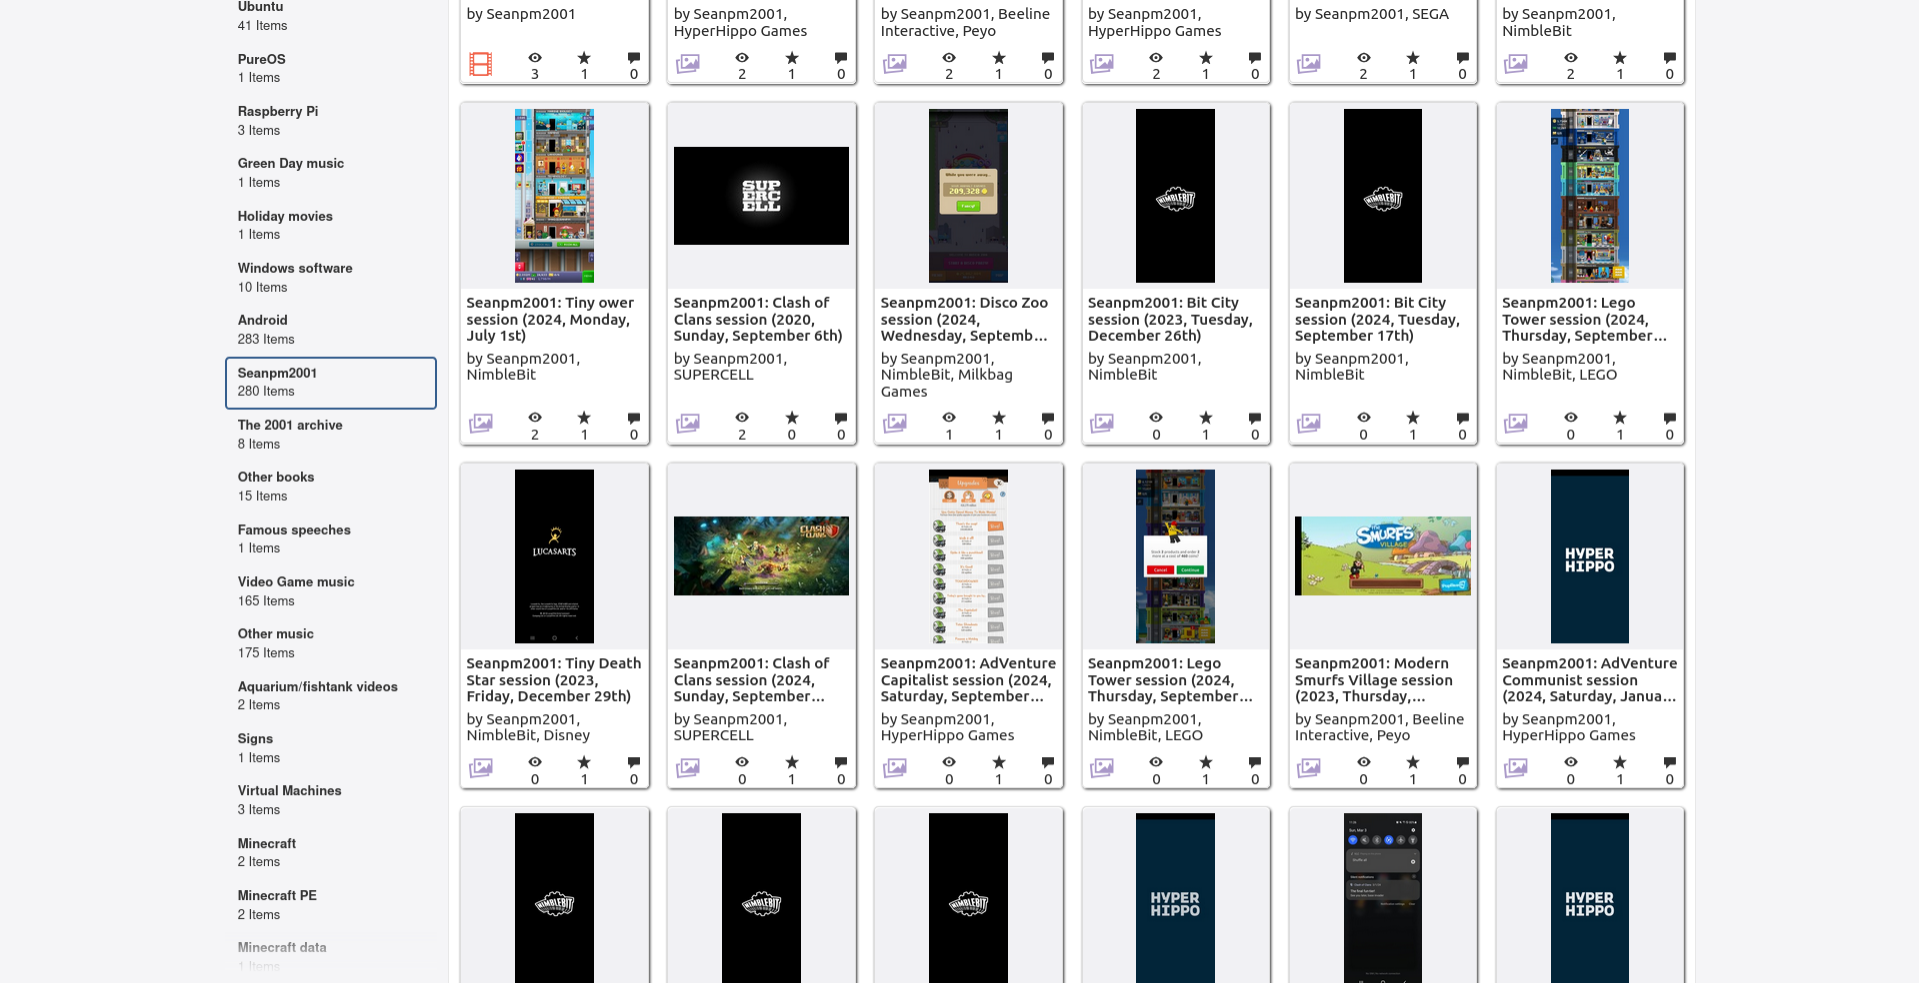 Ubuntu
41 Items
PureOS
1 Items
Raspberry Pi
3 Items
Green Day music
1 Items
Holiday movies
1 Items
Windows software
10 Items
Android
283 Items
Seanpm2001
280 Items
The 2001 archive
8 Items
Other books
15 Items
Famous speeches
1 Items
Video Game music
165 Items
Other music
175 Items
Aquarium/fishtank videos
2 Items
Signs
1 Items
Virtual Machines
3 Items
Minecraft
2 Items
Minecraft PE
2 Items
Minecraft data
1 Items
by Seanpm2001
3 1 0
by Seanpm2001,
HyperHippo Games
2 1 0
by Seanpm2001, Beeline
Interactive, Peyo
2 1 0
by Seanpm2001,
HyperHippo Games
2 1 0
by Seanpm2001, SEGA
2 1 0
by Seanpm2001,
NimbleBit
2 1 0
Seanpm2001: Tiny ower
session (2024, Monday,
July 1st)
by Seanpm2001,
NimbleBit
2 1 0
SUP
ERC
ELL
Seanpm2001: Clash of
Clans session (2020,
Sunday, September 6th)
by Seanpm2001,
SUPERCELL
2 0 0
While you were away...
209,328
Seanpm2001: Disco Zoo
session (2024,
Wednesday, Septemb...
by Seanpm2001,
NimbleBit, Milkbag
Games
1 1 0
NIMBLEBIT
Seanpm2001: Bit City
session (2023, Tuesday,
December 26th)
by Seanpm2001,
NimbleBit
0 1 0
NIMBLEBIT
Seanpm2001: Bit City
session (2024, Tuesday,
September 17th)
by Seanpm2001,
NimbleBit
0 1 0
Seanpm2001: Lego
Tower session (2024,
Thursday, September...
by Seanpm2001,
NimbleBit, LEGO
0 1 0
LUCASARTS
Seanpm2001: Tiny Death
Star session (2023,
Friday, December 29th)
by Seanpm2001,
NimbleBit, Disney
0 1 0
CLASH
OF CLANS
Seanpm2001: Clash of
Clans session (2024,
Sunday, September...
by Seanpm2001,
SUPERCELL
0 1 0
Upgrades
Seanpm2001: AdVenture
Capitalist session (2024,
Saturday, September...
by Seanpm2001,
HyperHippo Games
0 1 0
Cancel Continue
Seanpm2001: Lego
Tower session (2024,
Thursday, September...
by Seanpm2001,
NimbleBit, LEGO
0 1 0
THE
SMURFS
VILLAGE
Seanpm2001: Modern
Smurfs Village session
(2023, Thursday,...
by Seanpm2001, Beeline
Interactive, Peyo
0 1 0
HYPER
HIPPO
Seanpm2001: AdVenture
Communist session
(2024, Saturday, Janua...
by Seanpm2001,
HyperHippo Games
0 1 0
NIMBLEBIT
NIMBLEBIT
NIMBLEBIT
HYPER
HIPPO
Sun, Mar 3
HYPER
HIPPO